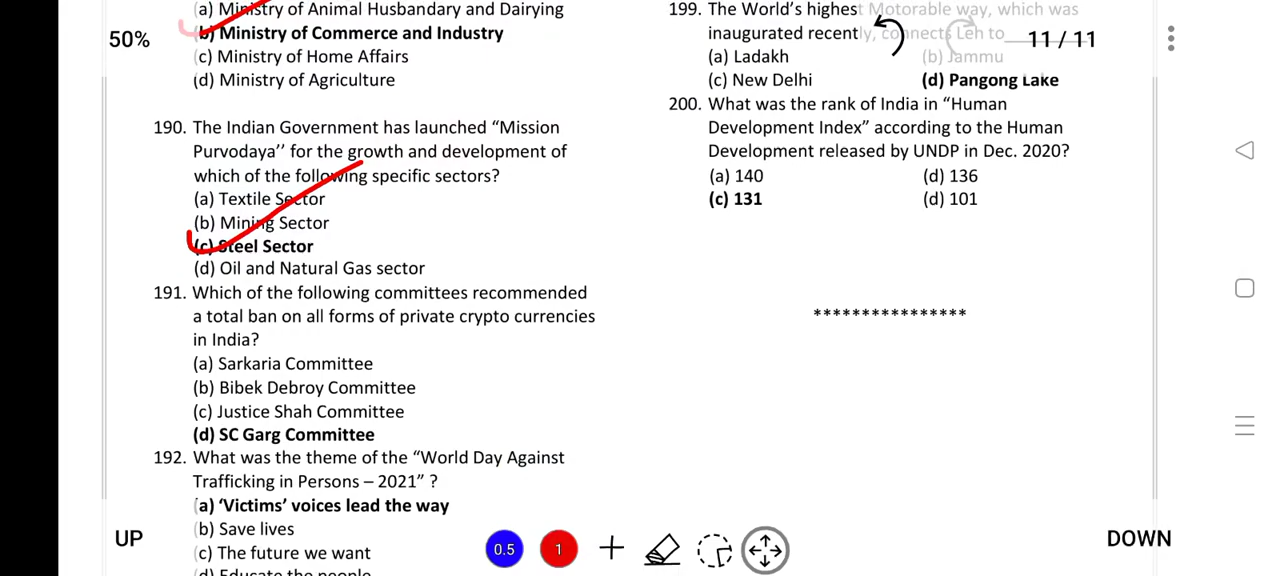 (a) Ministry of Animal Husbandary and Dairying
(b) Ministry of Commerce and Industry
(c) Ministry of Home Affairs
(d) Ministry of Agriculture
190. The Indian Government has launched “Mission
Purvodaya’’ for the growth and development of
which of the following specific sectors?
(a) Textile Sector
(b) Mining Sector
(c) Steel Sector
(d) Oil and Natural Gas sector
191. Which of the following committees recommended
a total ban on all forms of private crypto currencies
in India?
(a) Sarkaria Committee
(b) Bibek Debroy Committee
(c) Justice Shah Committee
(d) SC Garg Committee
192. What was the theme of the “World Day Against
Trafficking in Persons – 2021” ?
(a) ‘Victims’ voices lead the way
(b) Save lives
(c) The future we want
(d) Educate the people
199. The World’s highest Motorable way, which was
inaugurated recently, connects Leh to____
(a) Ladakh (b) Jammu
(c) New Delhi (d) Pangong Lake
200. What was the rank of India in “Human
Development Index” according to the Human
Development released by UNDP in Dec. 2020?
(a) 140 (d) 136
(c) 131 (d) 101
****************
50%
11 / 11
UP
0.5
1
DOWN